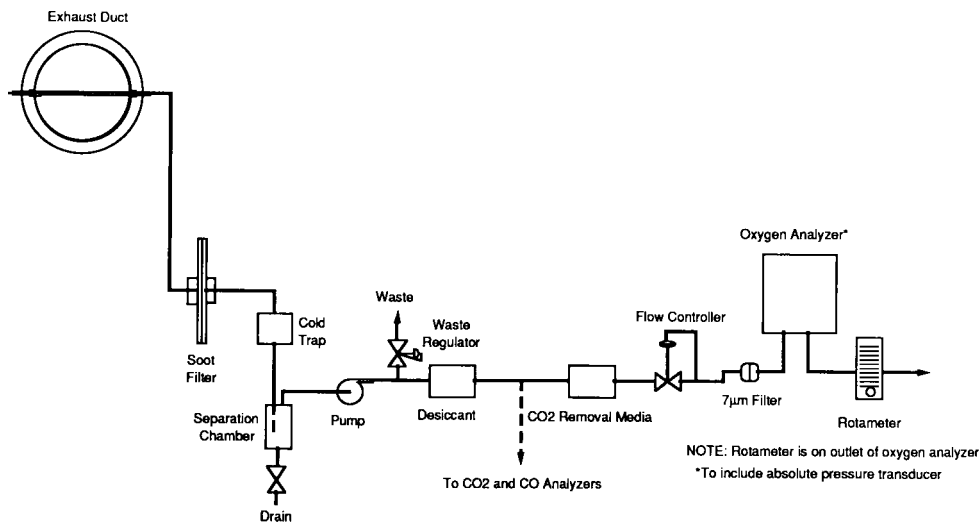 Exhaust Duct
Soot
Filter
Cold
Trap
Separation
Chamber
Drain
Pump
Waste
Waste
Regulator
Desiccant
To CO2 and CO Analyzers
CO2 Removal Media
Flow Controller
7μm Filter
Oxygen Analyzer*
Rotameter
NOTE: Rotameter is on outlet of oxygen analyzer
*To include absolute pressure transducer